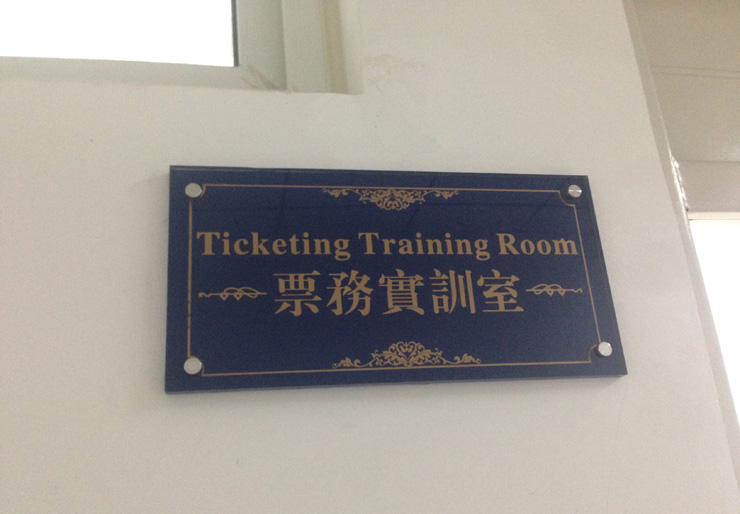 Ticketing Training Room
票務實訓室